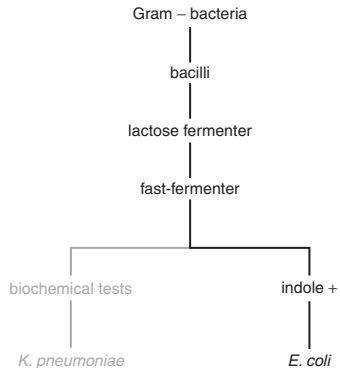 Gram – bacteria
bacilli
lactose fermenter
fast-fermenter
biochemical tests
indole +
K. pneumoniae
E. coli